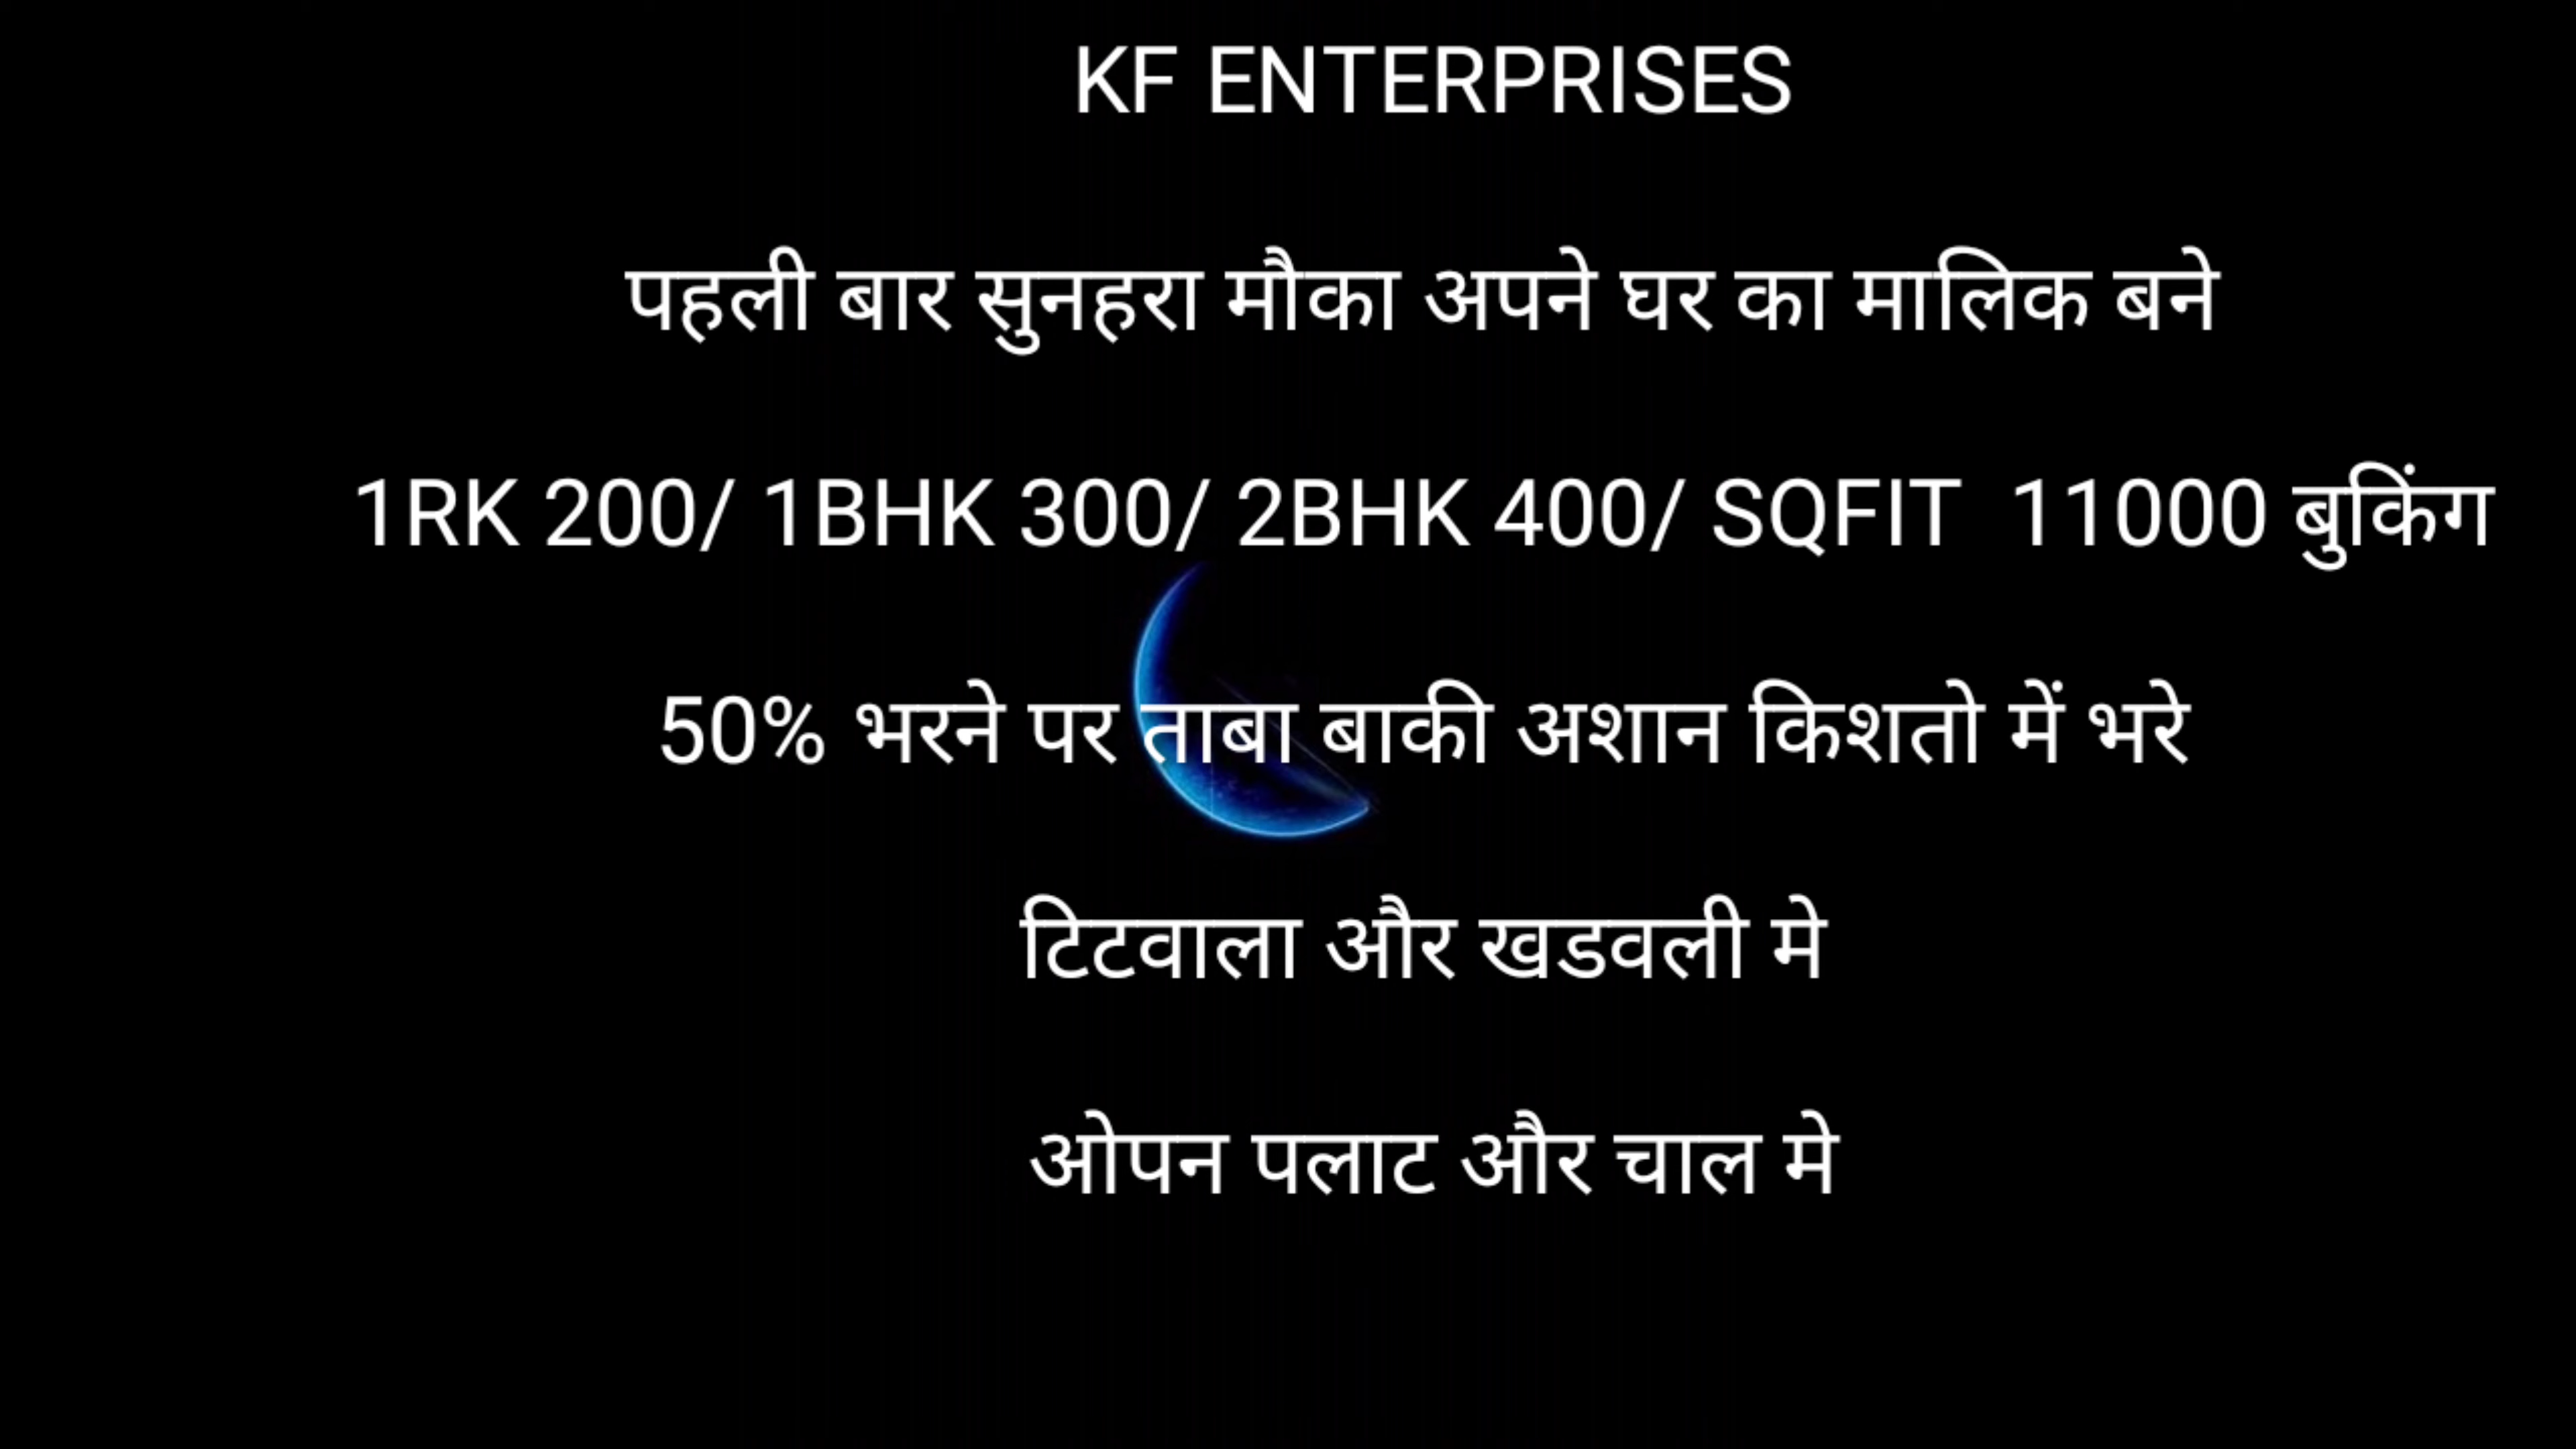 KF ENTERPRISES
पहली बार सुनहरा मौका अपने घर का मालिक बने
1RK 200/ 1BHK 300/ 2BHK 400/ SQFIT 11000 बुकिंग
50% भरने पर ताबा बाकी अशान किशतो में भरे
टिटवाला और खडवली मे
ओपन पलाट और चाल मे